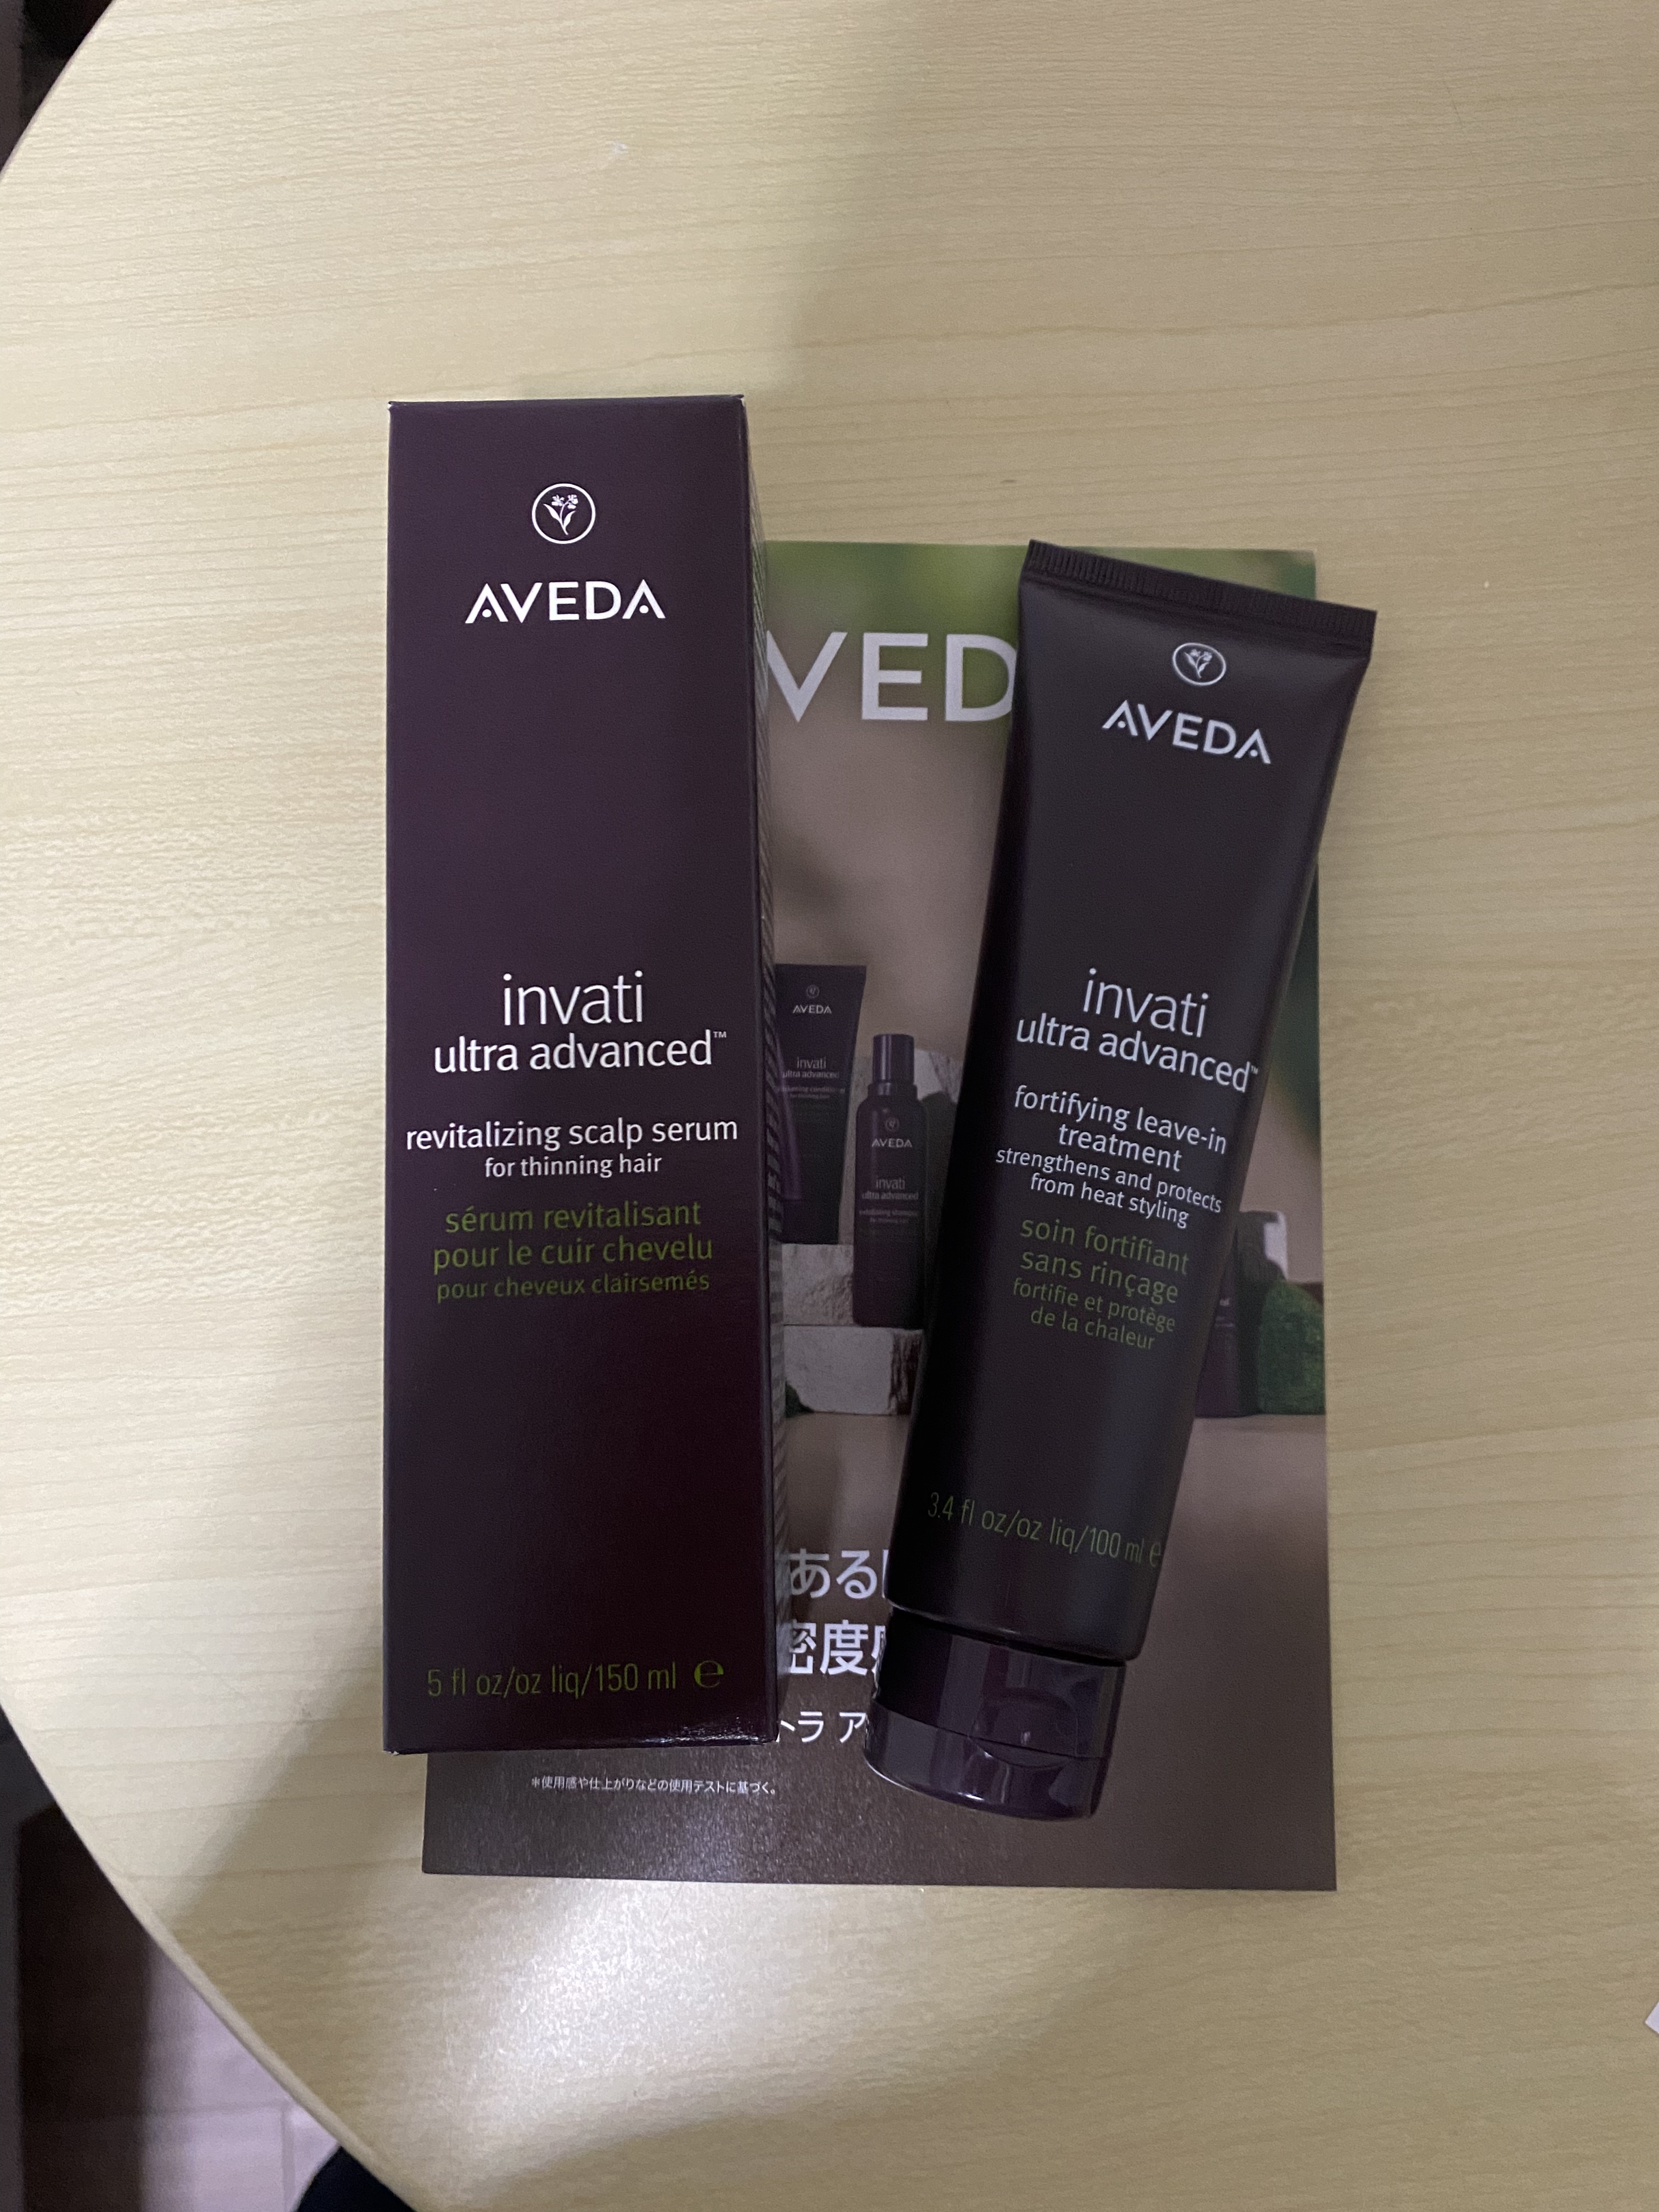 AVEDA
invati
ultra advanced™
revitalizing scalp serum
for thinning hair
sérum revitalisant
pour le cuir chevelu
pour cheveux clairsemés
5 fl oz/oz liq/150 ml ℮
AVEDA
invati
ultra advanced™
fortifying leave-in
treatment
strengthens and protects
from heat styling
soin fortifiant
sans rinçage
fortifie et protège
de la chaleur
3.4 fl oz/oz liq/100 ml ℮
VED
AVEDA
invati
ultra advanced
AVEDA
invati
ultra advanced
ある
密度
トラ ア
*使用感や仕上がりなどの使用テストに基づく。